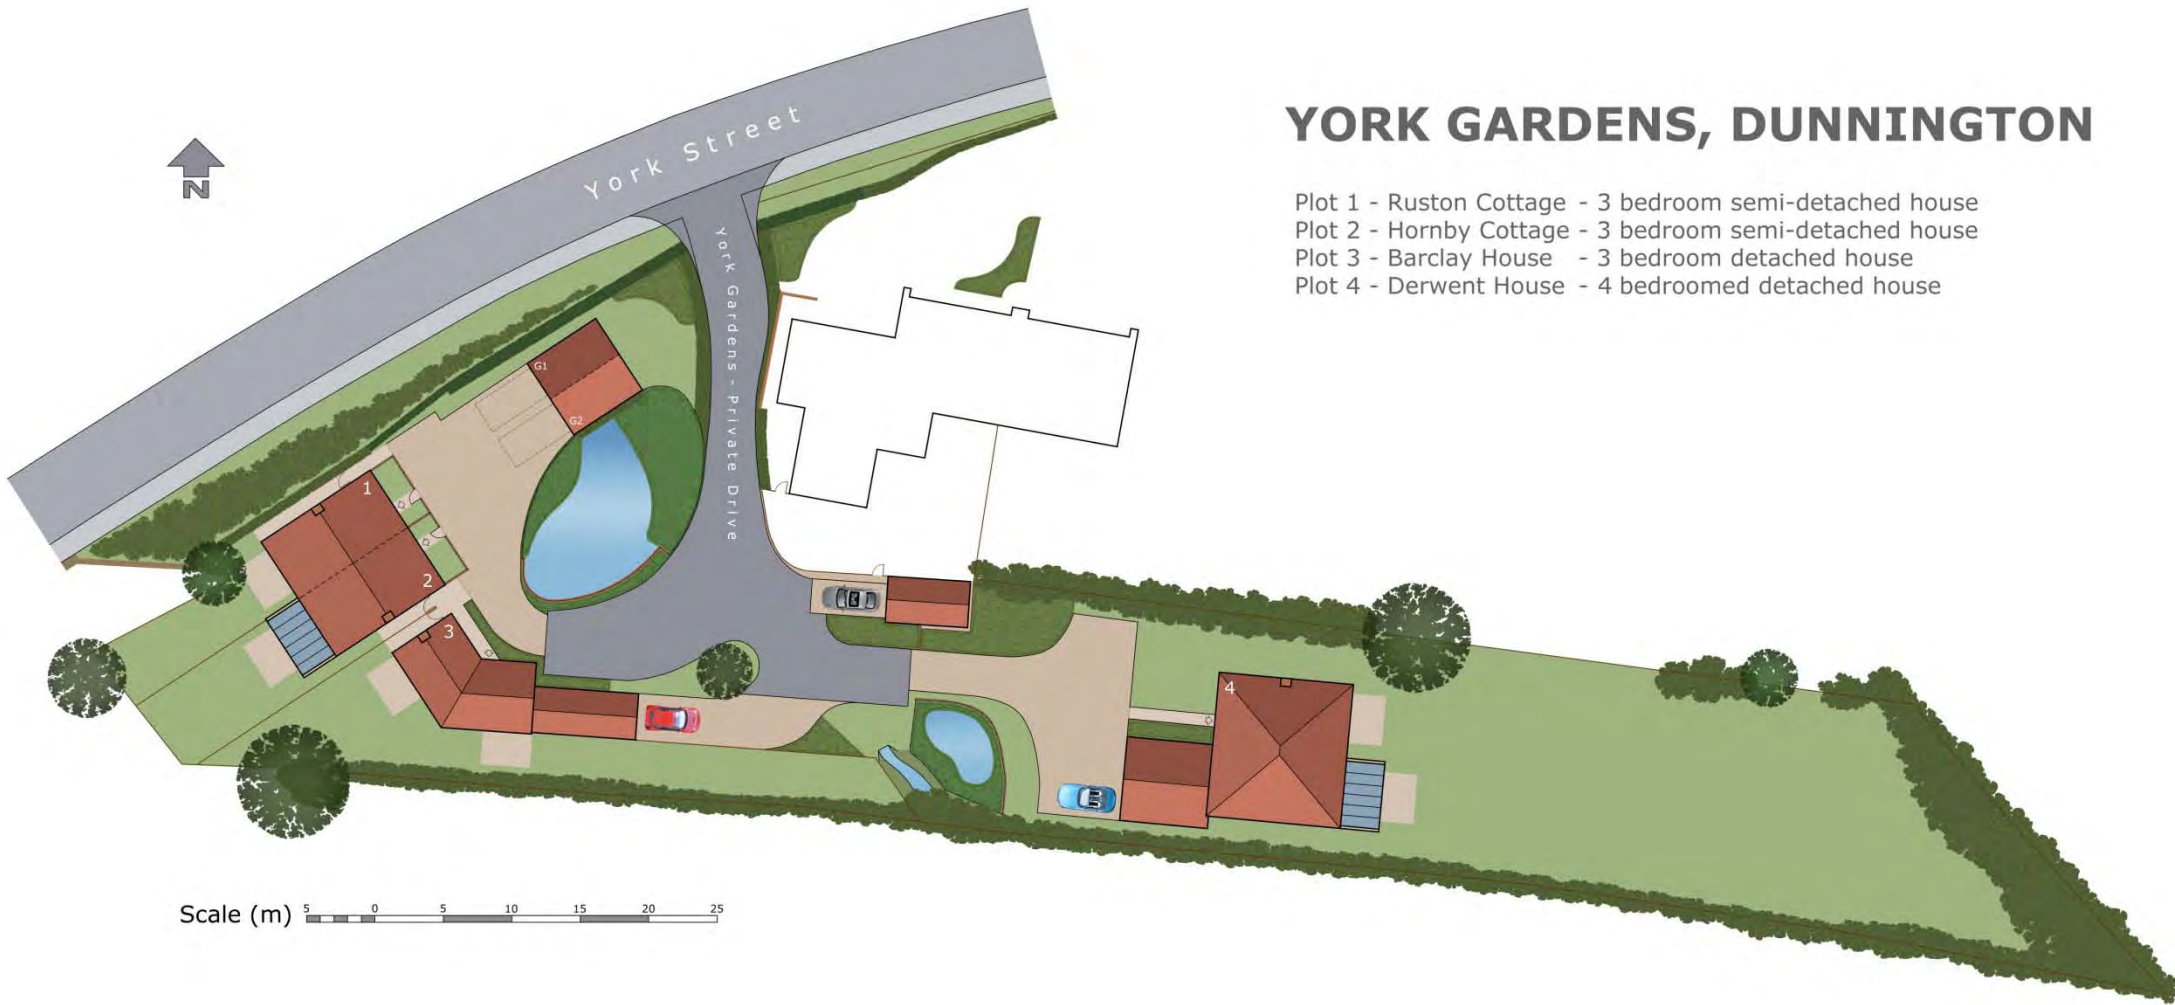 YORK GARDENS, DUNNINGTON
Plot 1 - Ruston Cottage - 3 bedroom semi-detached house
Plot 2 - Hornby Cottage - 3 bedroom semi-detached house
Plot 3 - Barclay House - 3 bedroom detached house
Plot 4 - Derwent House - 4 bedroomed detached house
York Street
N
York Gardens - Private Drive
G1
G2
1
2
3
4
Scale (m)
5 0 5 10 15 20 25